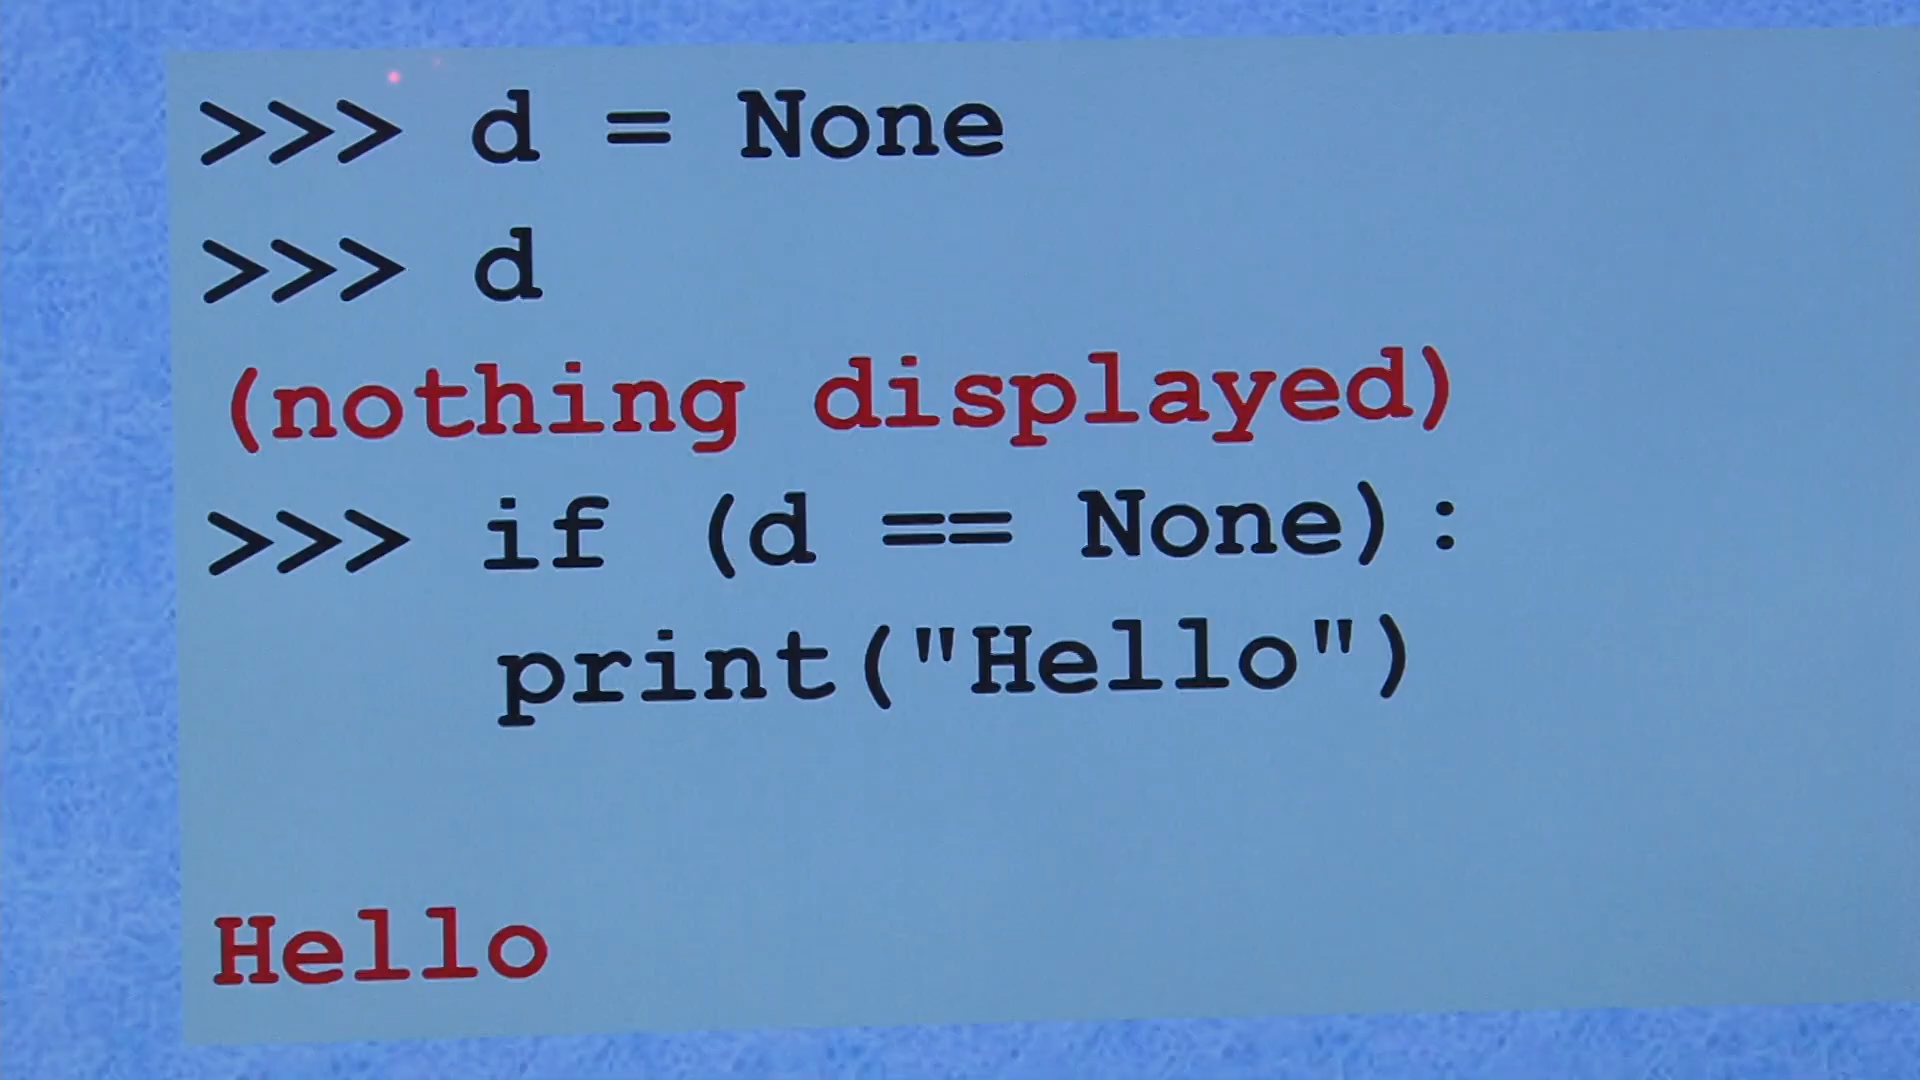 >>> d = None
>>> d
(nothing displayed)
>>> if (d == None):
print("Hello")
Hello